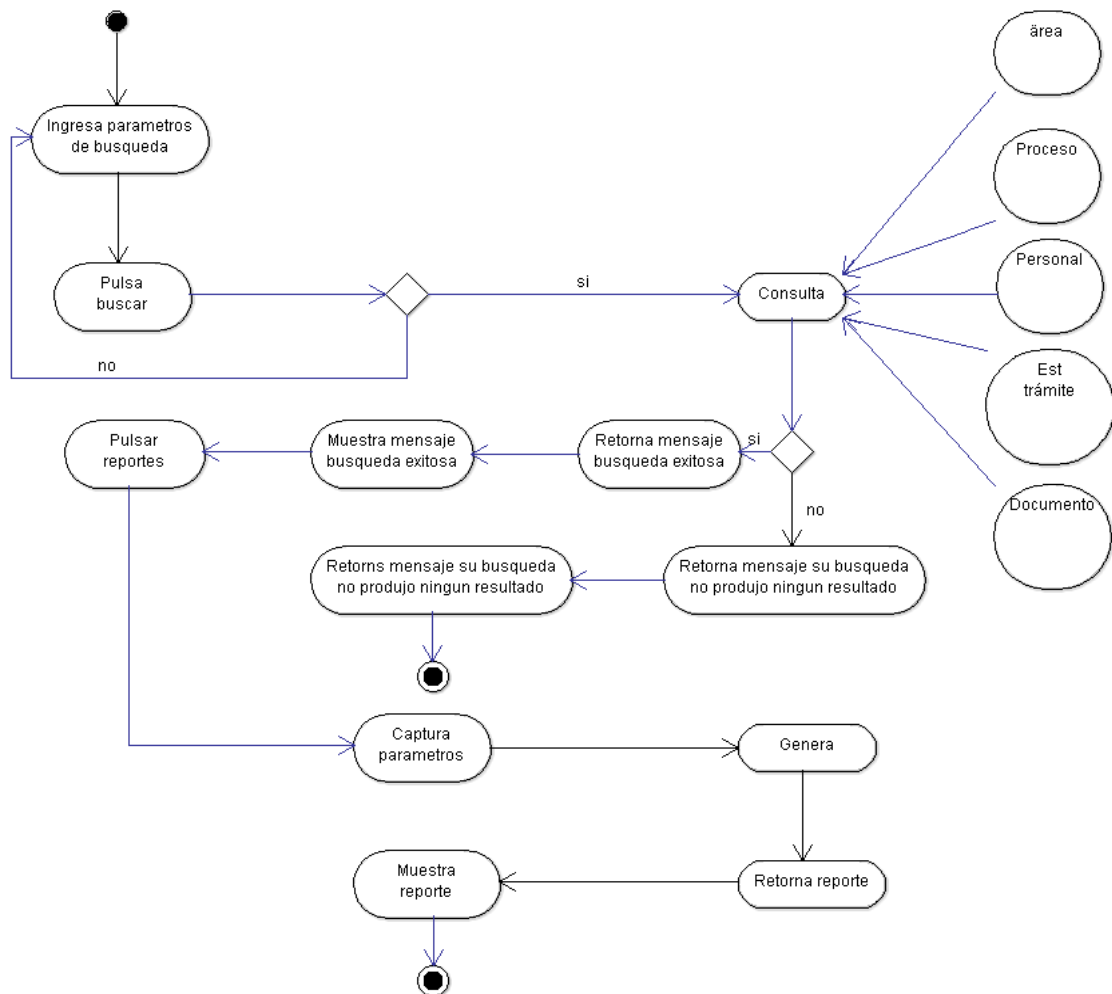 ärea
Ingresa parametros
de busqueda
Proceso
Pulsa
buscar
si
Consulta
Personal
no
Est
trámite
Pulsar
reportes
Muestra mensaje
busqueda exitosa
Retorna mensaje
busqueda exitosa
si
no
Documento
Retorns mensaje su busqueda
no produjo ningun resultado
Retorna mensaje su busqueda
no produjo ningun resultado
Captura
parametros
Genera
Muestra
reporte
Retorna reporte